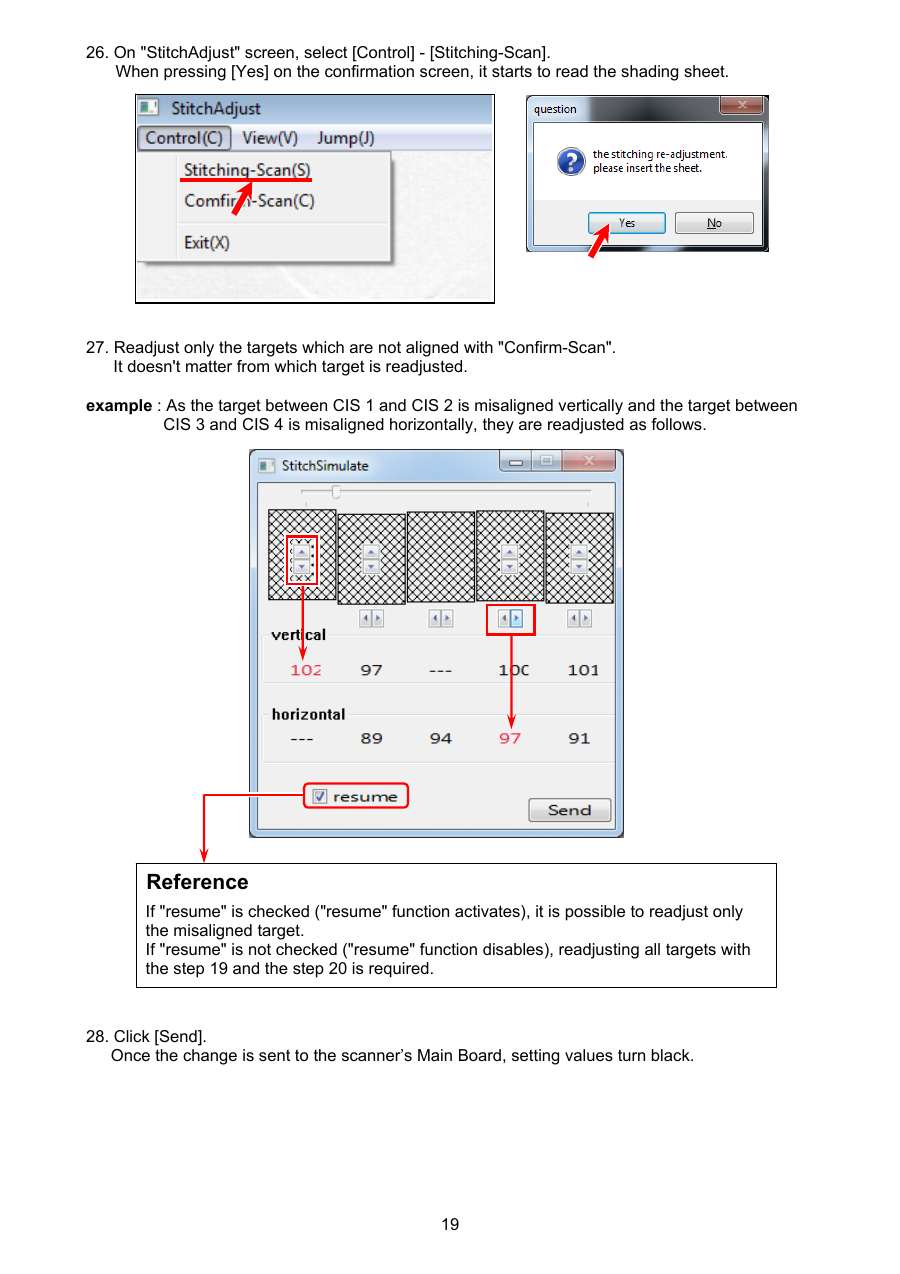 26. On "StitchAdjust" screen, select [Control] - [Stitching-Scan].
When pressing [Yes] on the confirmation screen, it starts to read the shading sheet.
StitchAdjust
Control(C) View(V) Jump(J)
Stitching-Scan(S)
Comfirm-Scan(C)
Exit(X)
question
the stitching re-adjustment.
please insert the sheet.
Yes No
27. Readjust only the targets which are not aligned with "Confirm-Scan".
It doesn't matter from which target is readjusted.
example : As the target between CIS 1 and CIS 2 is misaligned vertically and the target between
CIS 3 and CIS 4 is misaligned horizontally, they are readjusted as follows.
StitchSimulate
vertical
102 97 --- 100 101
horizontal
--- 89 94 97 91
resume
Send
Reference
If "resume" is checked ("resume" function activates), it is possible to readjust only
the misaligned target.
If "resume" is not checked ("resume" function disables), readjusting all targets with
the step 19 and the step 20 is required.
28. Click [Send].
Once the change is sent to the scanner’s Main Board, setting values turn black.
19